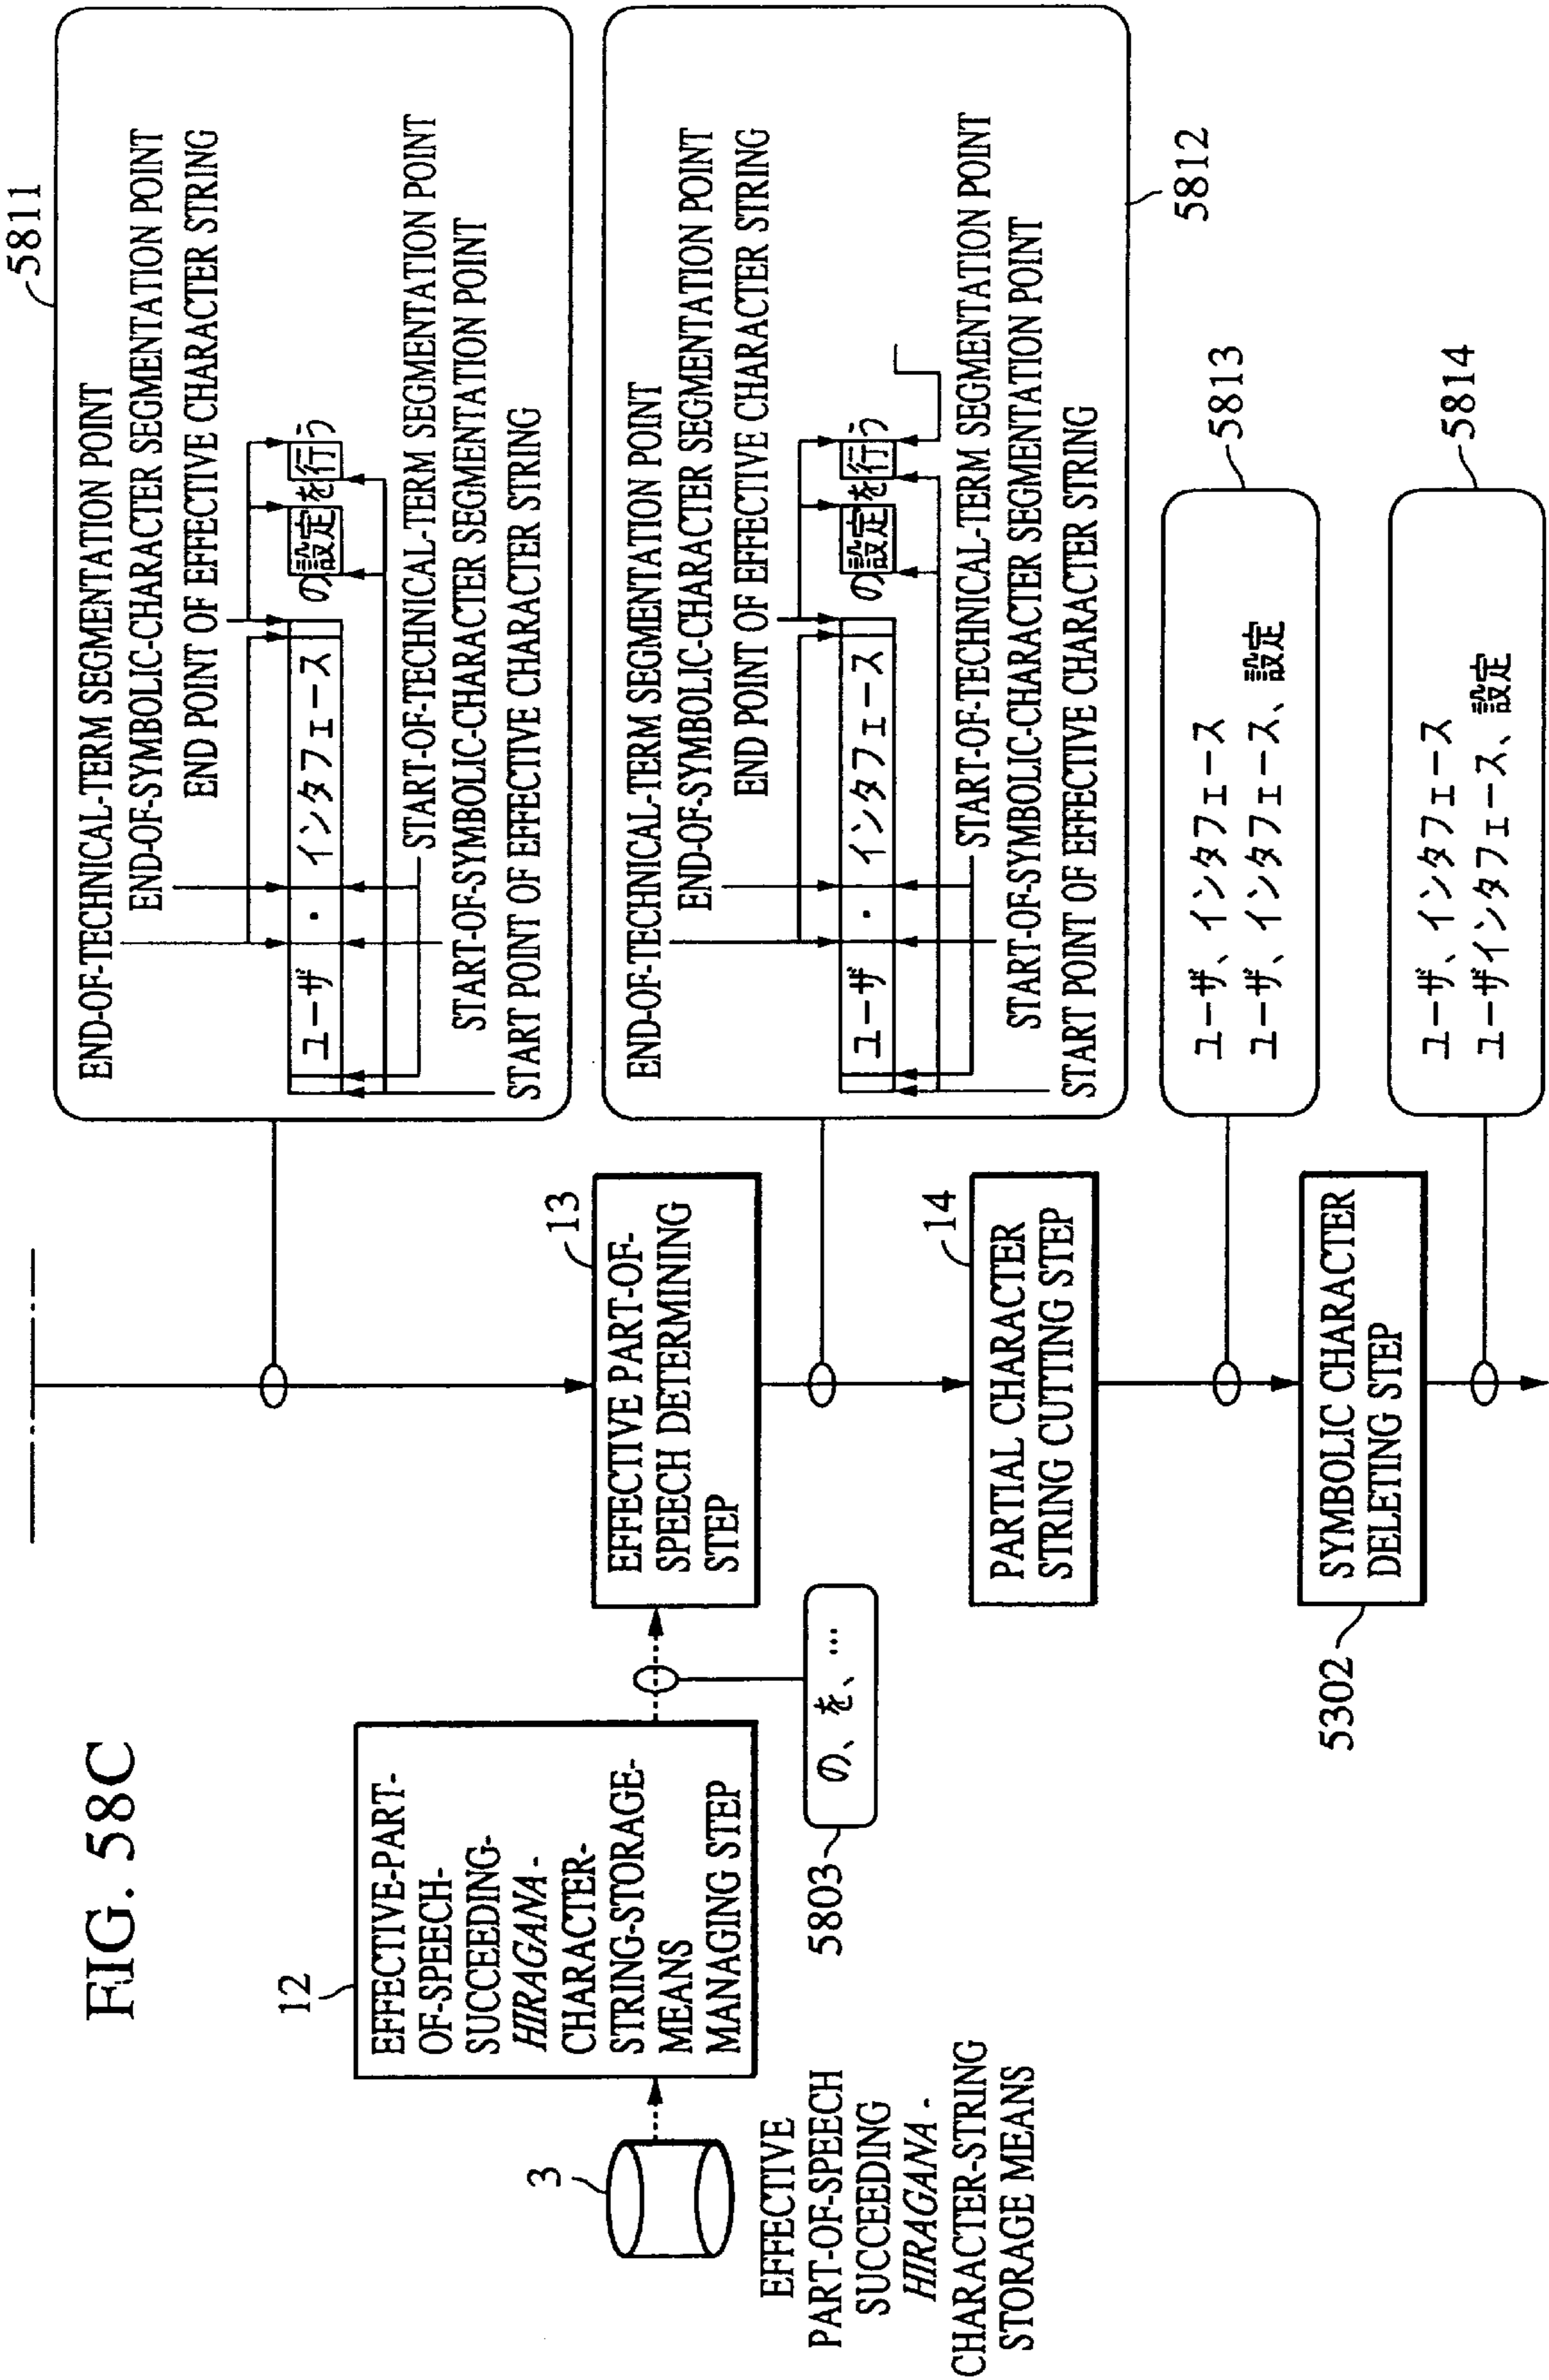 FIG. 58C
5811
END-OF-TECHNICAL-TERM SEGMENTATION POINT
END-OF-SYMBOLIC-CHARACTER SEGMENTATION POINT
END POINT OF EFFECTIVE CHARACTER STRING
ユーザ・インタフェースの設定を行う
START-OF-TECHNICAL-TERM SEGMENTATION POINT
START-OF-SYMBOLIC-CHARACTER SEGMENTATION POINT
START POINT OF EFFECTIVE CHARACTER STRING
12
EFFECTIVE-PART-
OF-SPEECH-
SUCCEEDING-
HIRAGANA-
CHARACTER-
STRING-STORAGE-
MEANS
MANAGING STEP
3
EFFECTIVE
PART-OF-SPEECH
SUCCEEDING
HIRAGANA-
CHARACTER-STRING
STORAGE MEANS
5803
の、を、…
13
EFFECTIVE PART-OF-
SPEECH DETERMINING
STEP
END-OF-TECHNICAL-TERM SEGMENTATION POINT
END-OF-SYMBOLIC-CHARACTER SEGMENTATION POINT
END POINT OF EFFECTIVE CHARACTER STRING
ユーザ・インタフェースの設定を行う
START-OF-TECHNICAL-TERM SEGMENTATION POINT
START-OF-SYMBOLIC-CHARACTER SEGMENTATION POINT
START POINT OF EFFECTIVE CHARACTER STRING
5812
14
PARTIAL CHARACTER
STRING CUTTING STEP
5813
ユーザ、インタフェース
ユーザ、インタフェース、設定
5302
SYMBOLIC CHARACTER
DELETING STEP
5814
ユーザ、インタフェース
ユーザインタフェース、設定